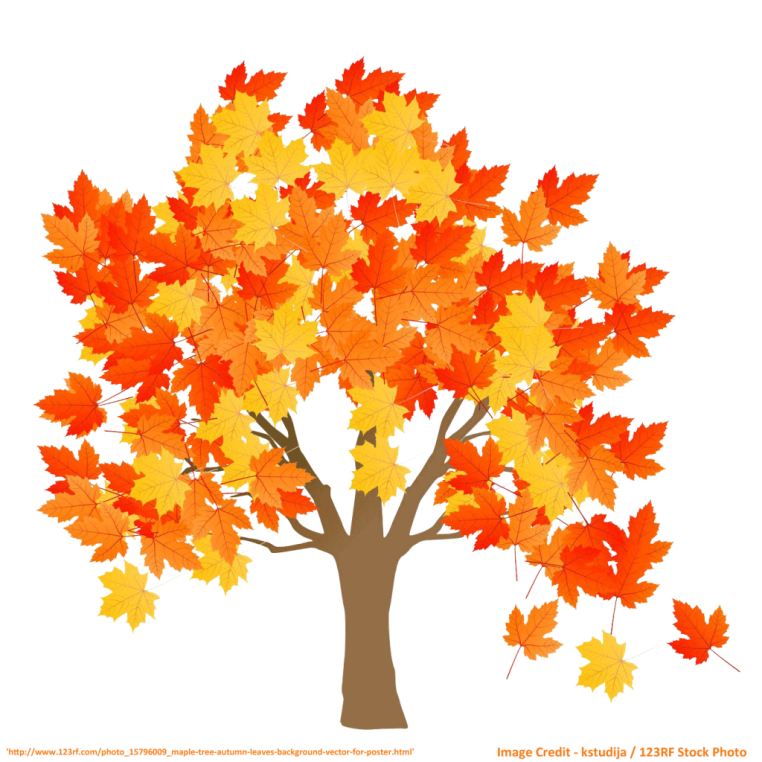 'http://www.123rf.com/photo_15796009_maple-tree-autumn-leaves-background-vector-for-poster.html'
Image Credit - kstudija / 123RF Stock Photo